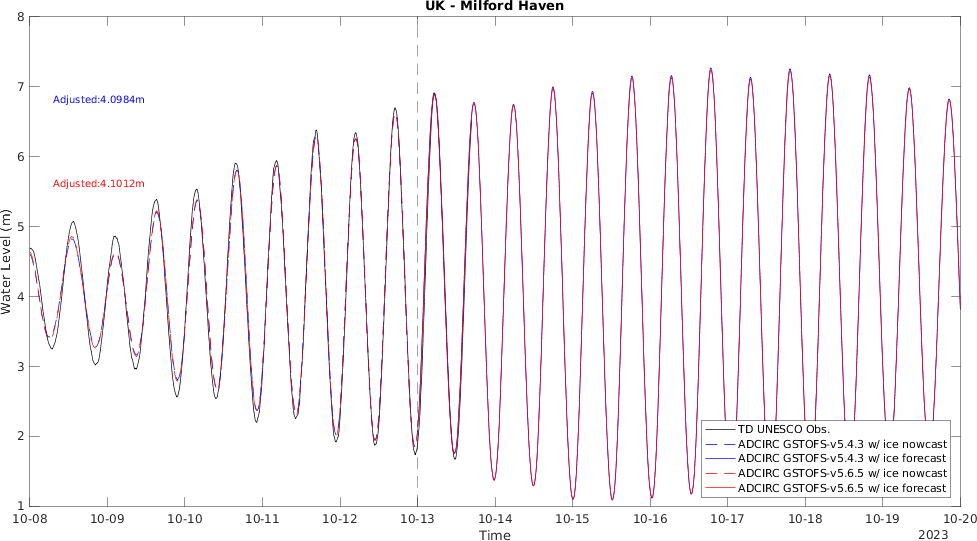 UK - Milford Haven
8
7
6
5
4
3
2
1
Water Level (m)
Adjusted:4.0984m
Adjusted:4.1012m
TD UNESCO Obs.
ADCIRC GSTOFS-v5.4.3 w/ ice nowcast
ADCIRC GSTOFS-v5.4.3 w/ ice forecast
ADCIRC GSTOFS-v5.6.5 w/ ice nowcast
ADCIRC GSTOFS-v5.6.5 w/ ice forecast
10-08 10-09 10-10 10-11 10-12 10-13 10-14 10-15 10-16 10-17 10-18 10-19 10-20
Time
2023